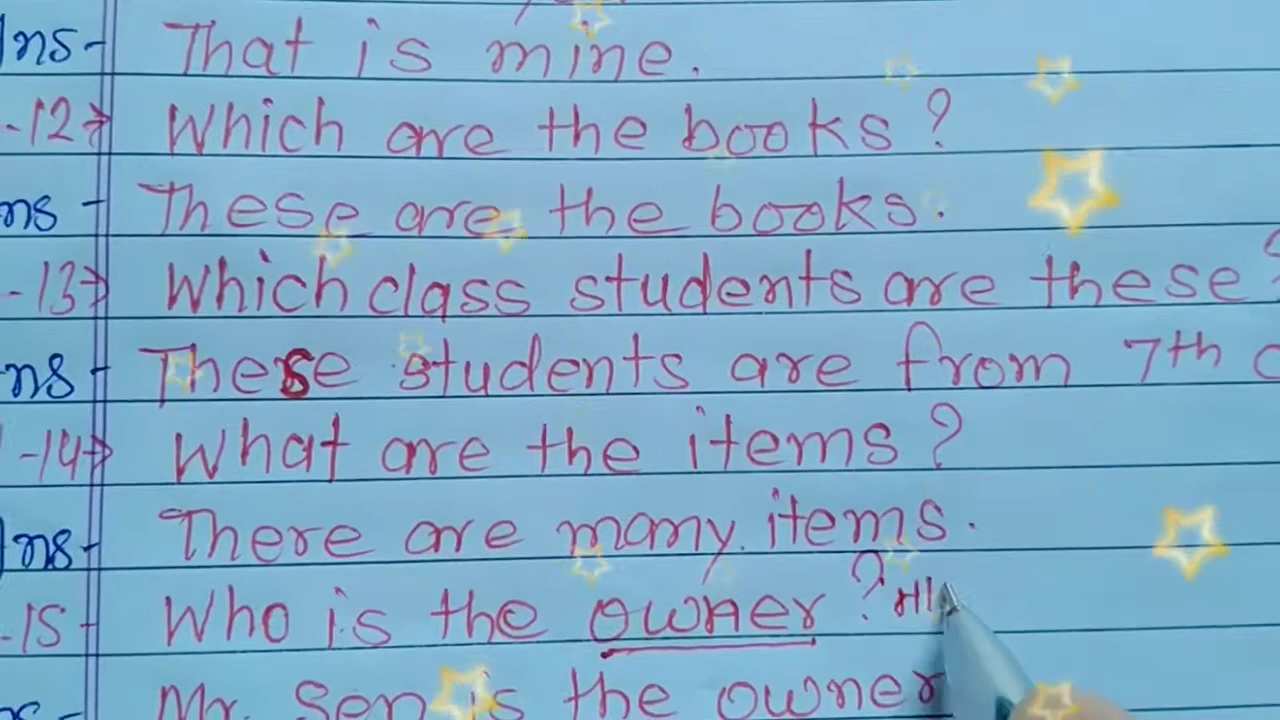 Ans- That is mine.
-12→ Which are the books?
Ans- These are the books.
-13→ Which class students are these?
Ans- These students are from 7th
-14→ What are the items?
Ans- There are many items.
-15- Who is the owner?
Mr. Sen is the owner